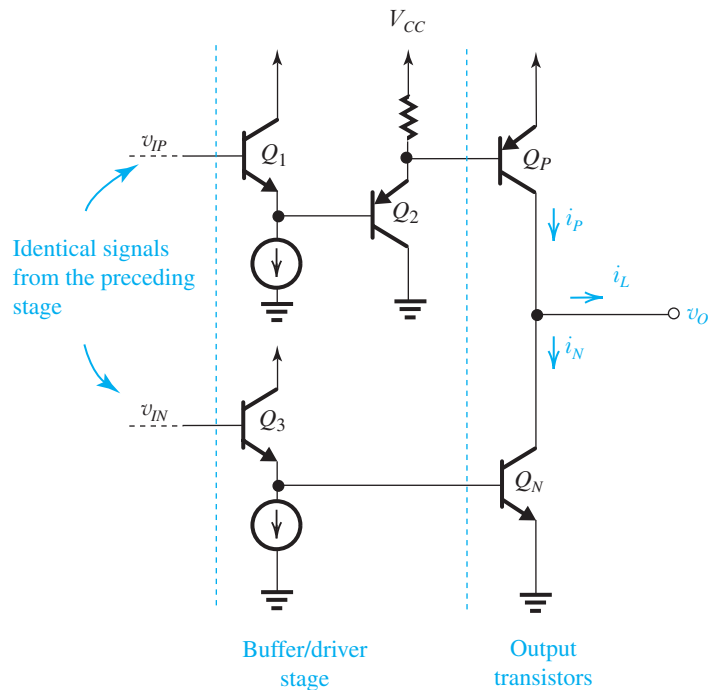 V_CC
v_IP
Q_1
Q_P
Q_2
i_P
Identical signals
from the preceding
stage
i_L
v_O
i_N
v_IN
Q_3
Q_N
Buffer/driver
stage
Output
transistors